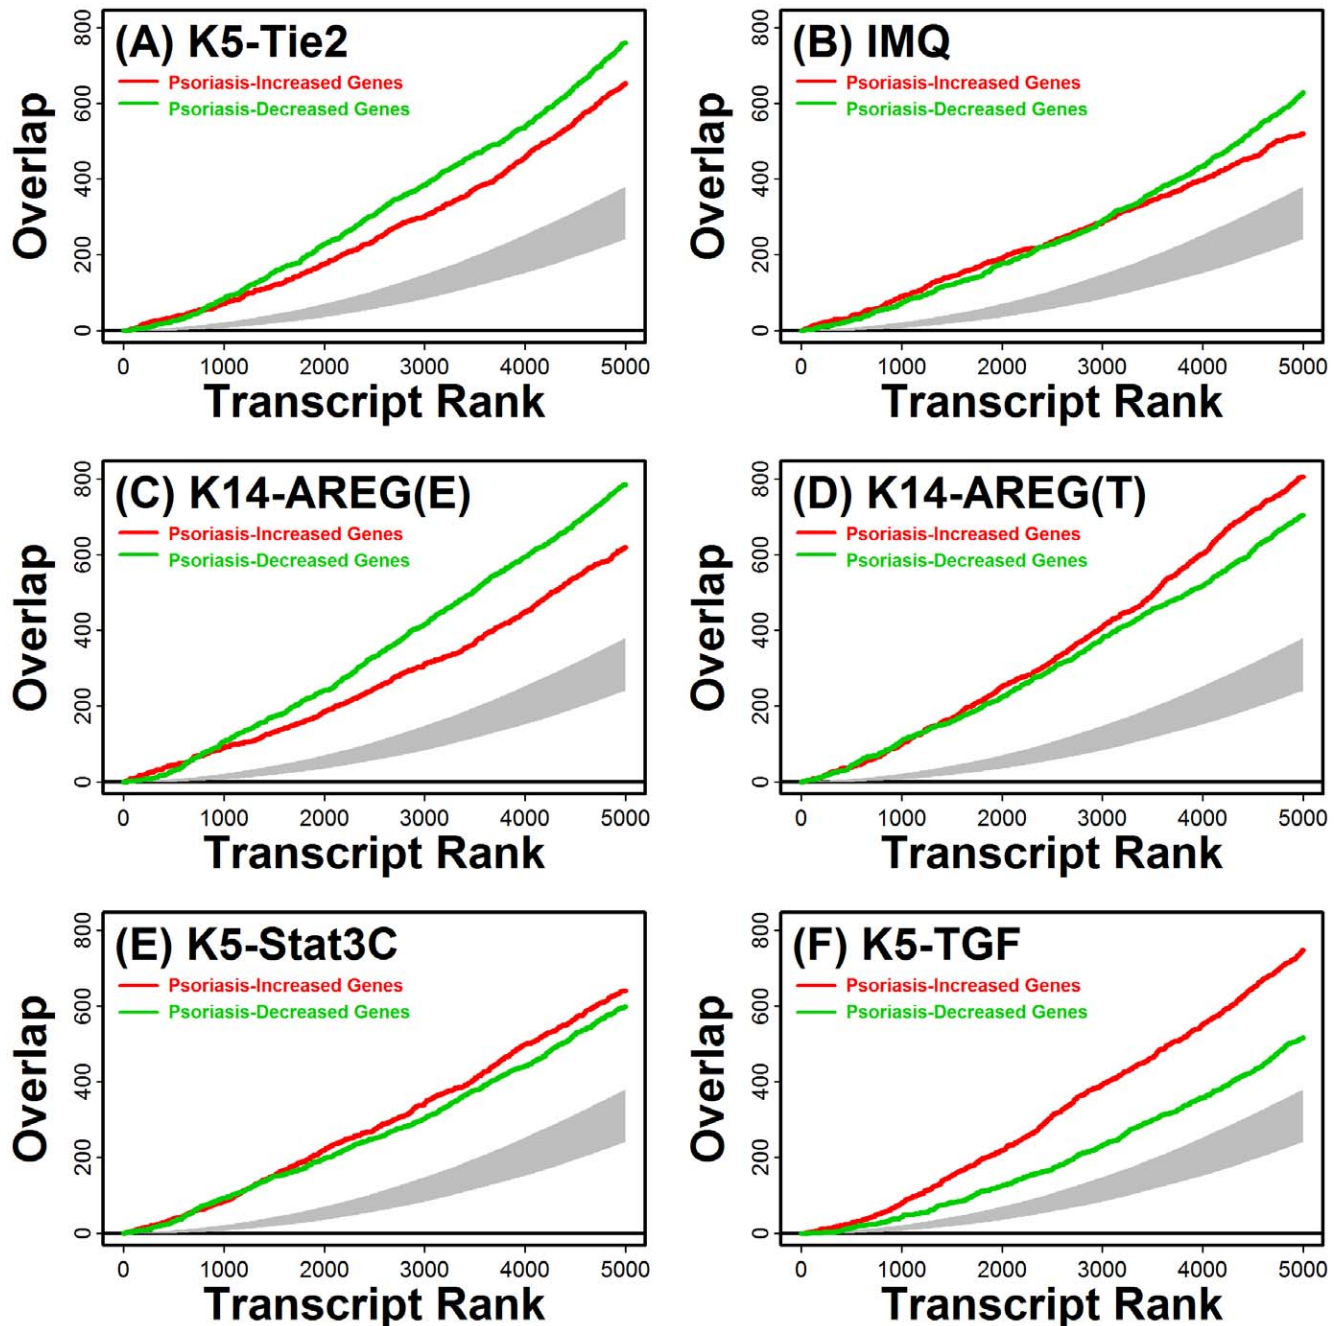 (A) K5-Tie2
Psoriasis-Increased Genes
Psoriasis-Decreased Genes
Overlap
800
600
400
200
0
0 1000 2000 3000 4000 5000
Transcript Rank
(B) IMQ
Psoriasis-Increased Genes
Psoriasis-Decreased Genes
Overlap
800
600
400
200
0
0 1000 2000 3000 4000 5000
Transcript Rank
(C) K14-AREG(E)
Psoriasis-Increased Genes
Psoriasis-Decreased Genes
Overlap
800
600
400
200
0
0 1000 2000 3000 4000 5000
Transcript Rank
(D) K14-AREG(T)
Psoriasis-Increased Genes
Psoriasis-Decreased Genes
Overlap
800
600
400
200
0
0 1000 2000 3000 4000 5000
Transcript Rank
(E) K5-Stat3C
Psoriasis-Increased Genes
Psoriasis-Decreased Genes
Overlap
800
600
400
200
0
0 1000 2000 3000 4000 5000
Transcript Rank
(F) K5-TGF
Psoriasis-Increased Genes
Psoriasis-Decreased Genes
Overlap
800
600
400
200
0
0 1000 2000 3000 4000 5000
Transcript Rank